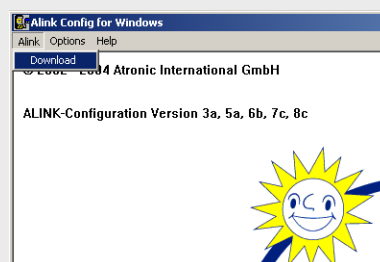 Alink Config for Windows
Alink Options Help
Download
4 Atronic International GmbH
ALINK-Configuration Version 3a, 5a, 6b, 7c, 8c